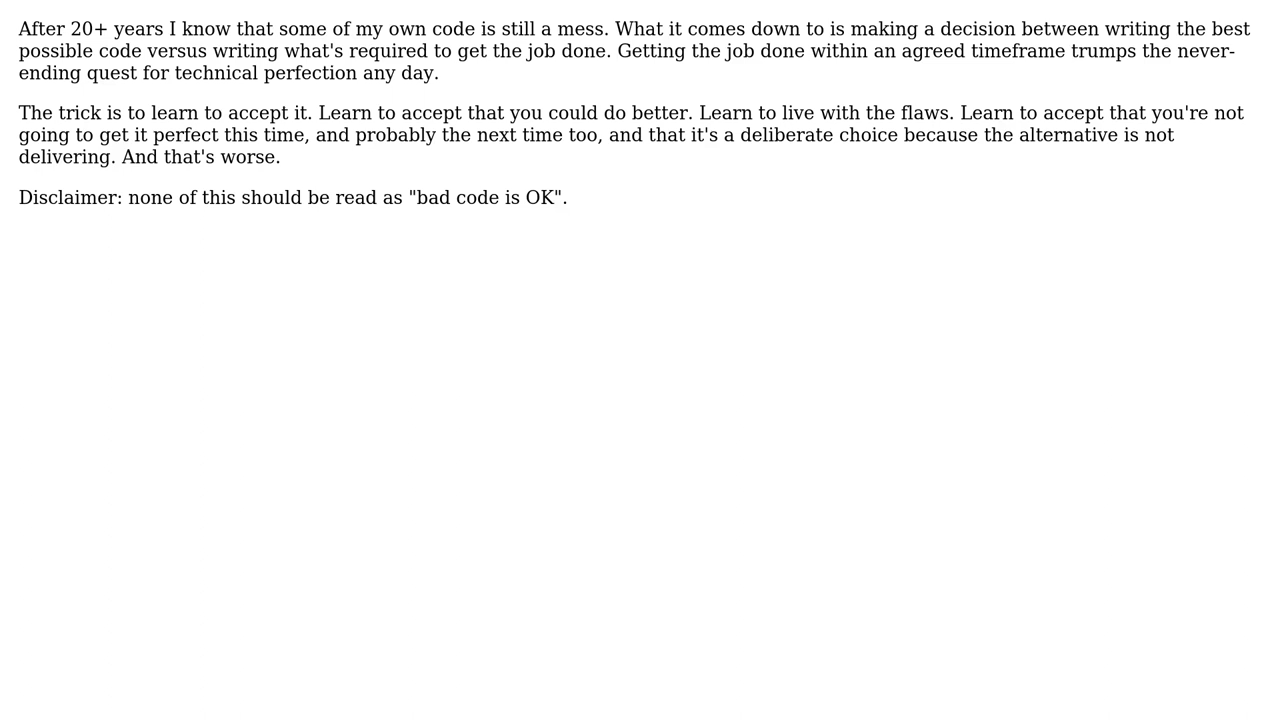 After 20+ years I know that some of my own code is still a mess. What it comes down to is making a decision between writing the best
possible code versus writing what's required to get the job done. Getting the job done within an agreed timeframe trumps the never-
ending quest for technical perfection any day.
The trick is to learn to accept it. Learn to accept that you could do better. Learn to live with the flaws. Learn to accept that you're not
going to get it perfect this time, and probably the next time too, and that it's a deliberate choice because the alternative is not
delivering. And that's worse.
Disclaimer: none of this should be read as "bad code is OK".